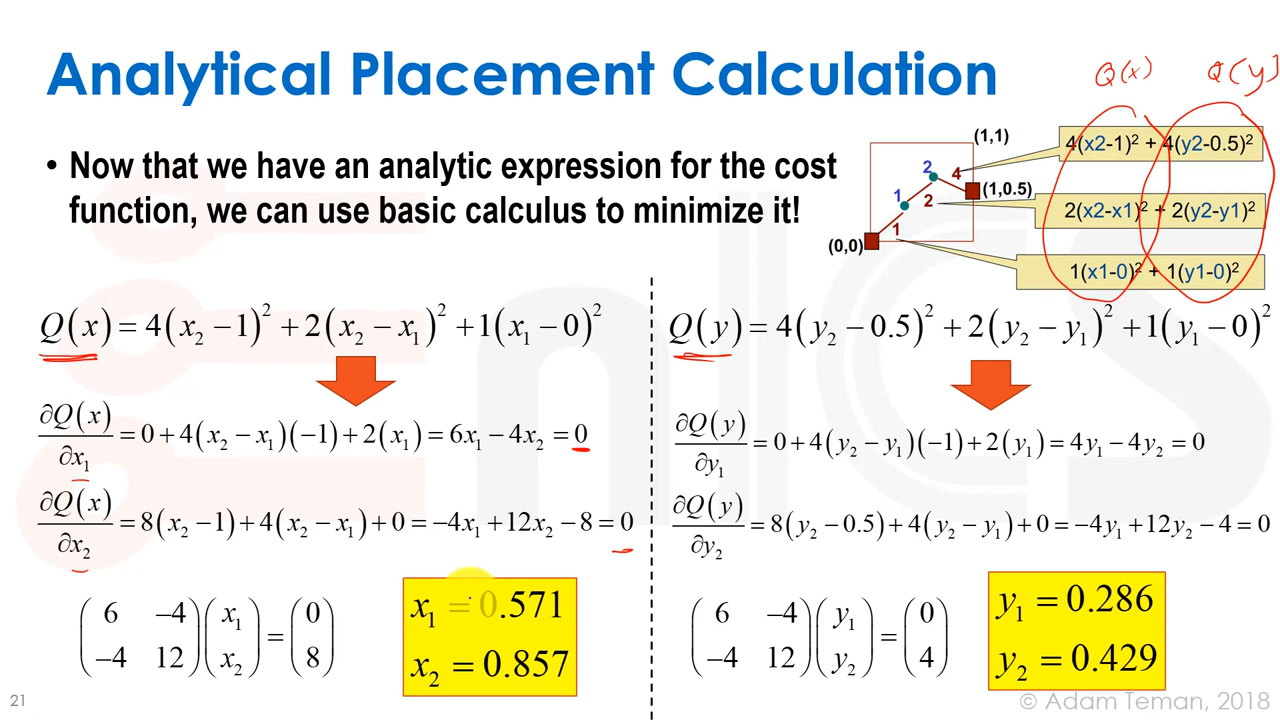 Analytical Placement Calculation
Q(x) Q(y)
• Now that we have an analytic expression for the cost
function, we can use basic calculus to minimize it!
(1,1)
4(x2-1)² + 4(y2-0.5)²
2 4
(1,0.5)
1 2
2(x2-x1)² + 2(y2-y1)²
1
(0,0)
1(x1-0)² + 1(y1-0)²
Q(x) = 4(x₂ − 1)² + 2(x₂ − x₁)² + 1(x₁ − 0)²
∂Q(x)/∂x₁ = 0 + 4(x₂ − x₁)(−1) + 2(x₁) = 6x₁ − 4x₂ = 0
∂Q(x)/∂x₂ = 8(x₂ − 1) + 4(x₂ − x₁) + 0 = −4x₁ + 12x₂ − 8 = 0
(6 −4) (x₁) = (0)
(−4 12) (x₂) (8)
x₁ = 0.571
x₂ = 0.857
Q(y) = 4(y₂ − 0.5)² + 2(y₂ − y₁)² + 1(y₁ − 0)²
∂Q(y)/∂y₁ = 0 + 4(y₂ − y₁)(−1) + 2(y₁) = 4y₁ − 4y₂ = 0
∂Q(y)/∂y₂ = 8(y₂ − 0.5) + 4(y₂ − y₁) + 0 = −4y₁ + 12y₂ − 4 = 0
(6 −4) (y₁) = (0)
(−4 12) (y₂) (4)
y₁ = 0.286
y₂ = 0.429
21
© Adam Teman, 2018